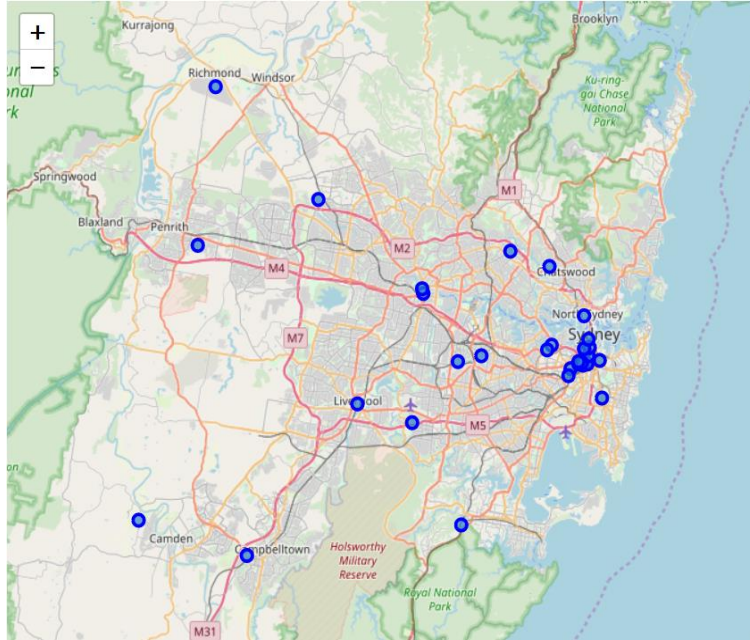 +
−
Kurrajong
Brooklyn
Richmond
Windsor
Ku-ring-
gai Chase
National
Park
Springwood
M1
Blaxland
Penrith
M2
M4
Chatswood
North Sydney
Sydney
M7
Liverpool
M5
Camden
Campbelltown
Holsworthy
Military
Reserve
Royal National
Park
M31